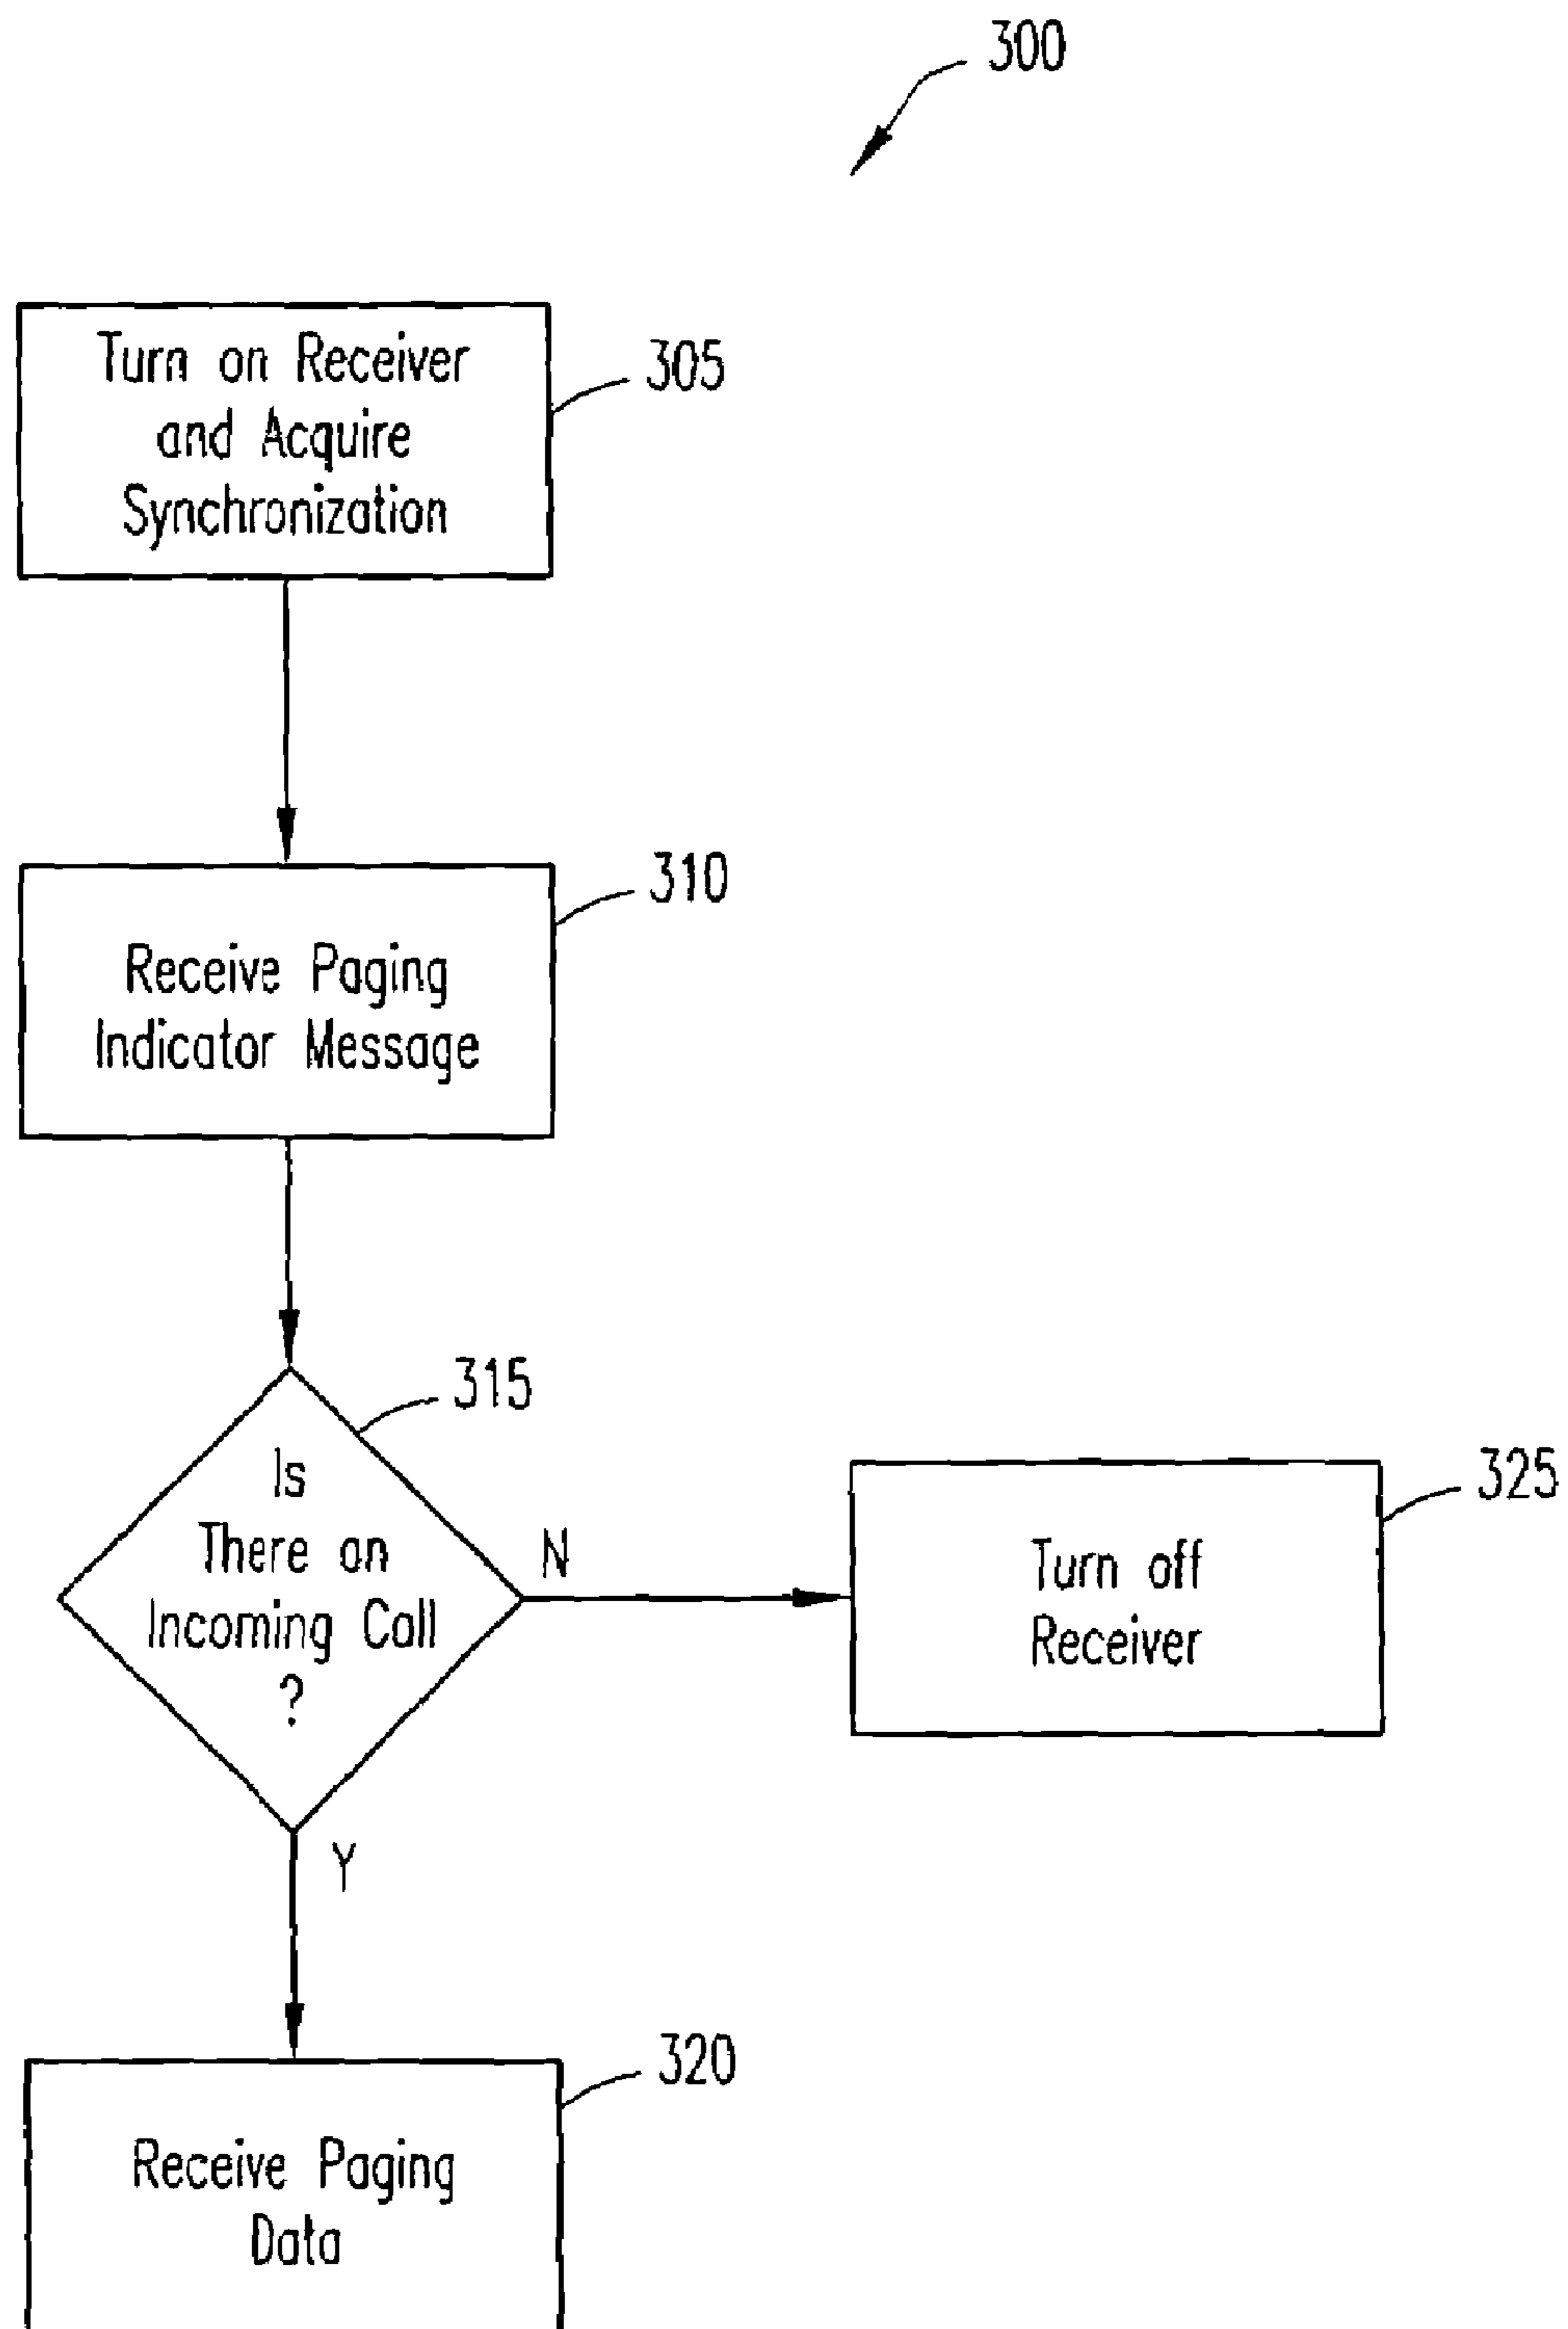 300
Turn on Receiver
and Acquire
Synchronization
305
310
Receive Paging
Indicator Message
315
Is
There an
Incoming Call
?
N
325
Turn off
Receiver
Y
320
Receive Paging
Data